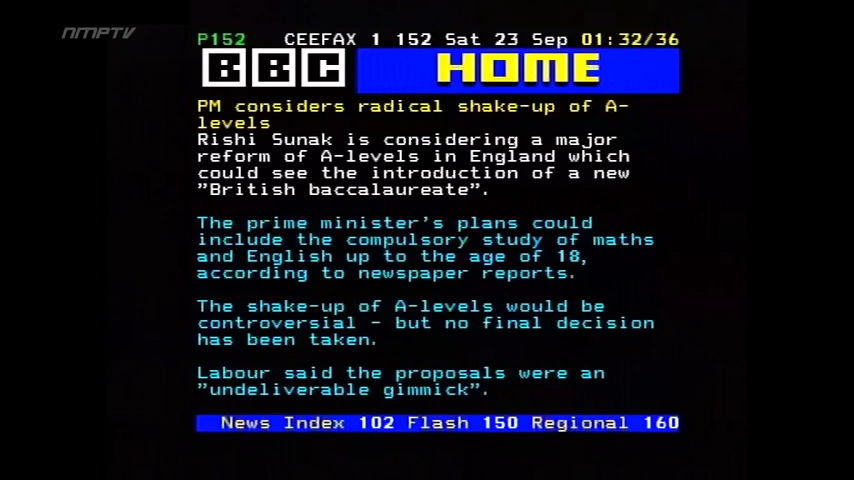 NMPTV
P152 CEEFAX 1 152 Sat 23 Sep 01:32/36
BBC HOME
PM considers radical shake-up of A-
levels
Rishi Sunak is considering a major
reform of A-levels in England which
could see the introduction of a new
"British baccalaureate".
The prime minister's plans could
include the compulsory study of maths
and English up to the age of 18,
according to newspaper reports.
The shake-up of A-levels would be
controversial - but no final decision
has been taken.
Labour said the proposals were an
"undeliverable gimmick".
News Index 102 Flash 150 Regional 160